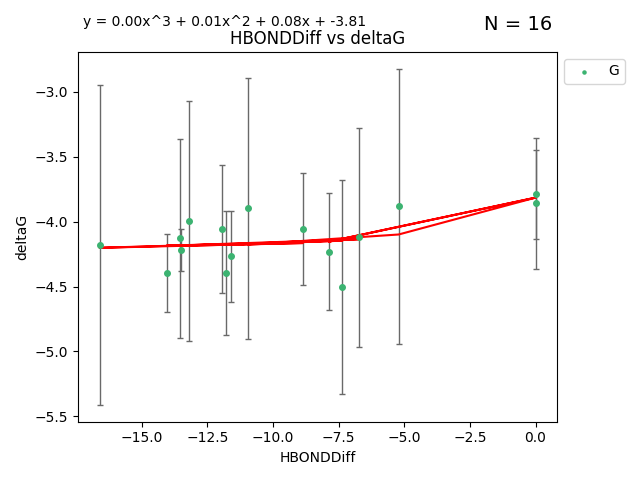 y = 0.00x^3 + 0.01x^2 + 0.08x + -3.81
N = 16
HBONDDiff vs deltaG
G
−3.0
−3.5
−4.0
−4.5
−5.0
−5.5
deltaG
−15.0 −12.5 −10.0 −7.5 −5.0 −2.5 0.0
HBONDDiff